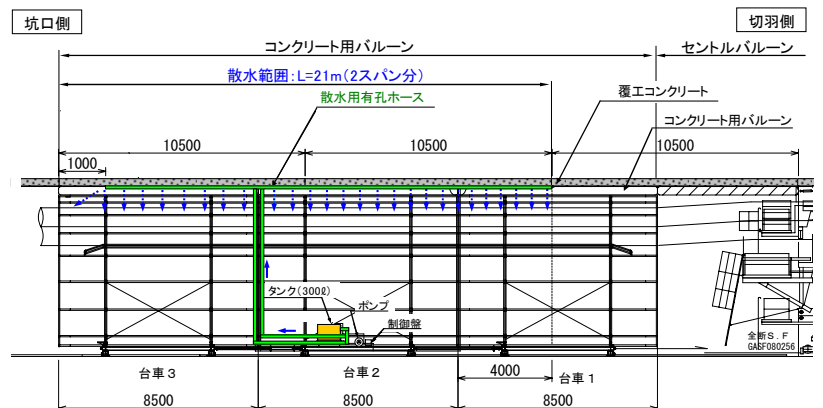 坑口側
切羽側
コンクリート用バルーン
セントルバルーン
散水範囲：L=21m（2スパン分）
散水用有孔ホース
覆工コンクリート
コンクリート用バルーン
10500
10500
10500
1000
タンク（300ℓ）
ポンプ
制御盤
全断S．F
GASF080256
台車３
台車２
4000
台車１
8500
8500
8500